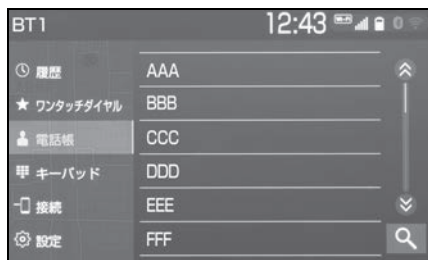 BT1 12:43 0
履歴
ワンタッチダイヤル
電話帳
キーパッド
接続
設定
AAA
BBB
CCC
DDD
EEE
FFF